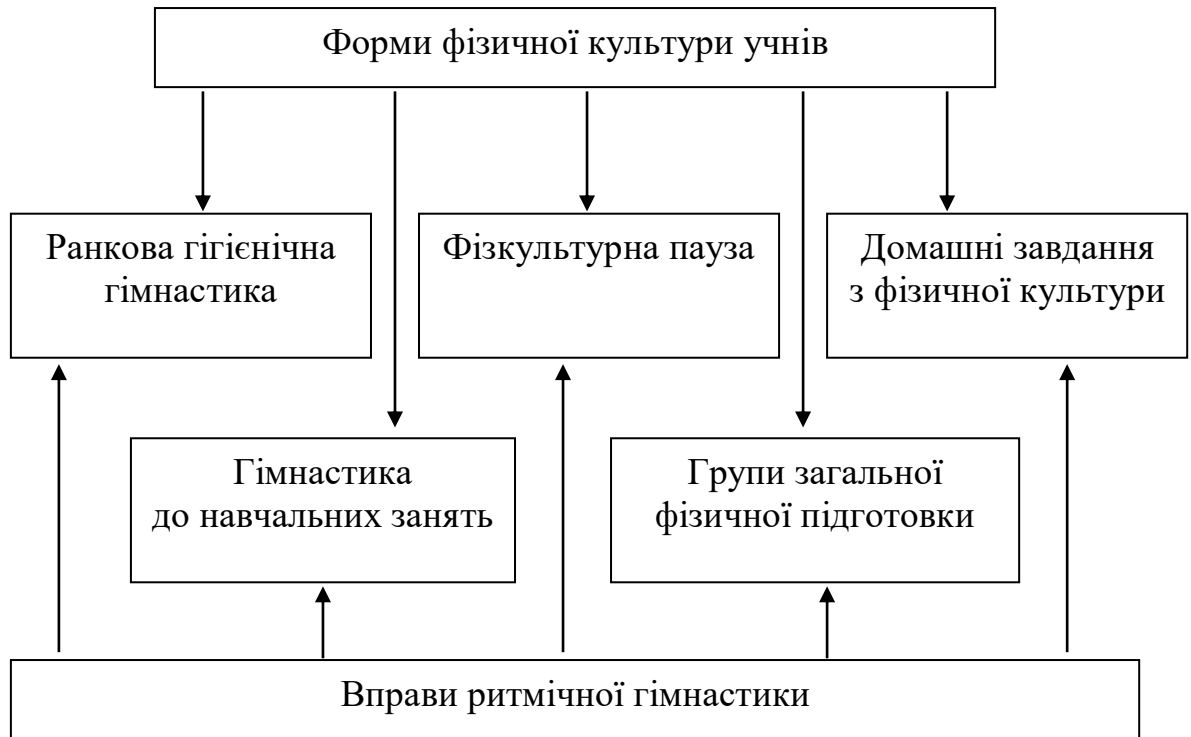 Форми фізичної культури учнів
Ранкова гігієнічна
гімнастика
Фізкультурна пауза
Домашні завдання
з фізичної культури
Гімнастика
до навчальних занять
Групи загальної
фізичної підготовки
Вправи ритмічної гімнастики